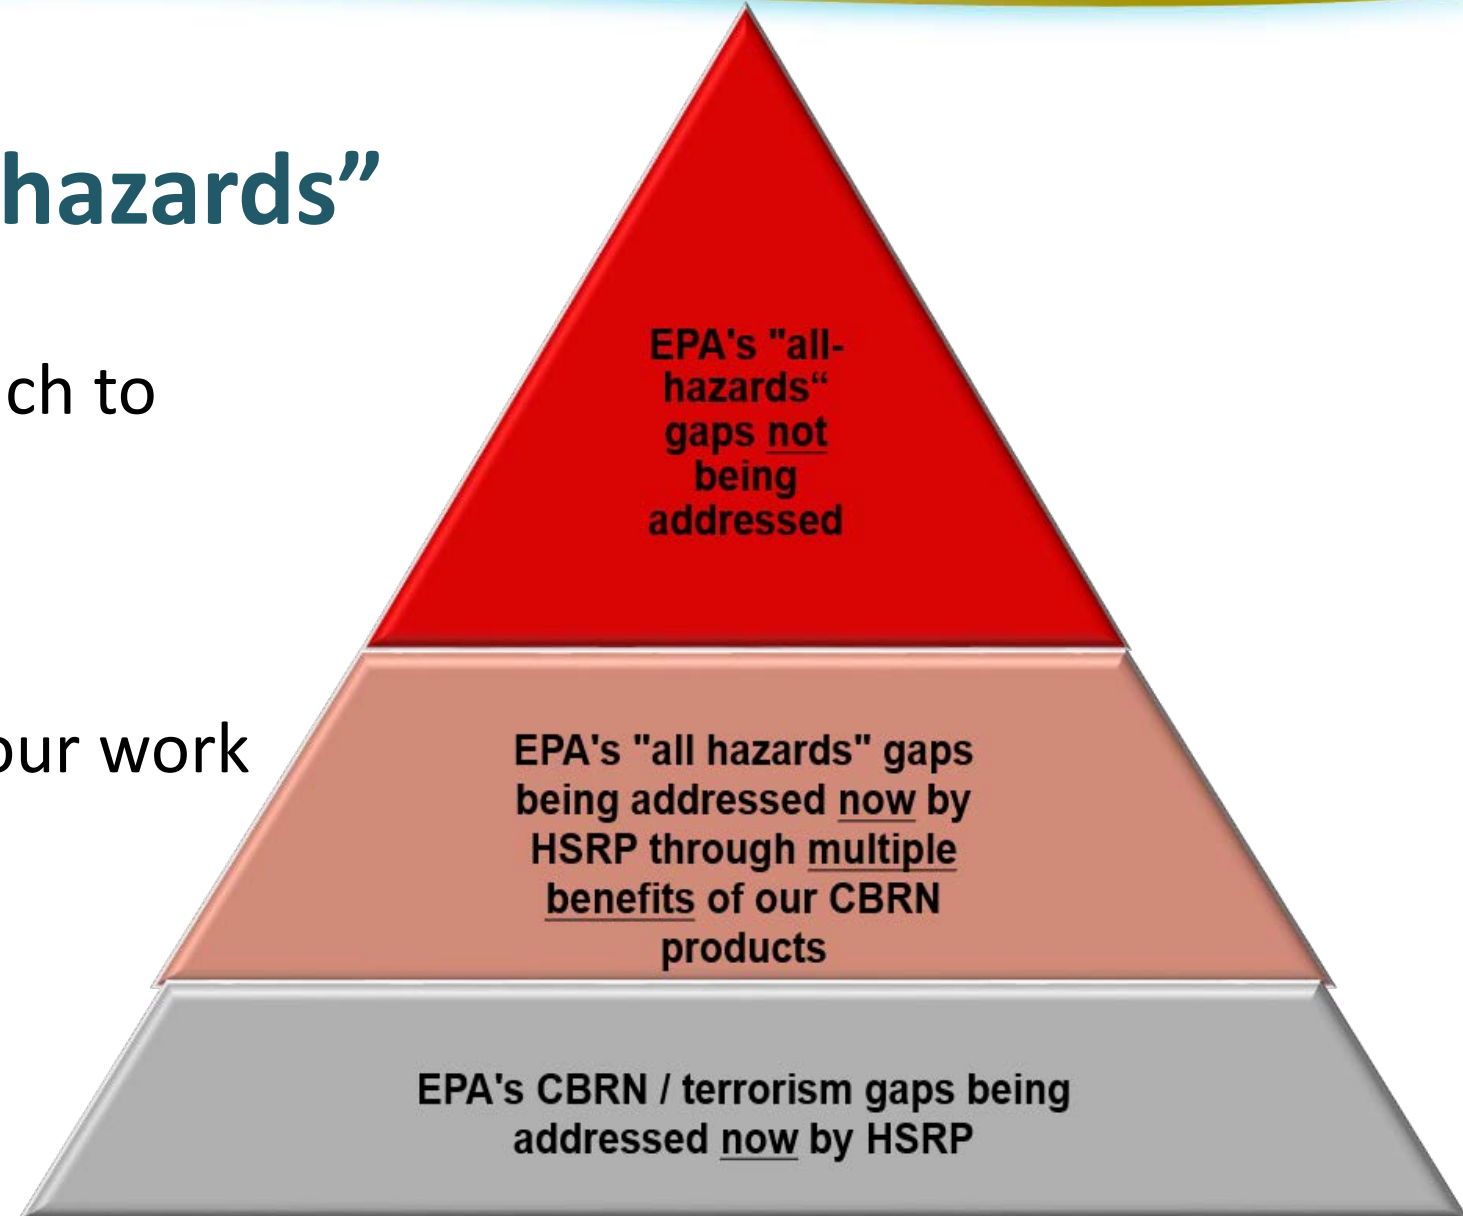 hazards”
ch to
our work
EPA's "all-
hazards“
gaps not
being
addressed
EPA's "all hazards" gaps
being addressed now by
HSRP through multiple
benefits of our CBRN
products
EPA's CBRN / terrorism gaps being
addressed now by HSRP